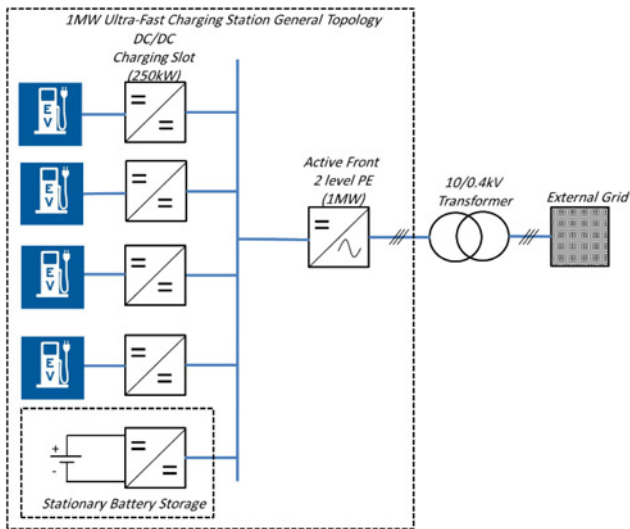 1MW Ultra-Fast Charging Station General Topology
DC/DC
Charging Slot
(250kW)
EV
EV
EV
EV
Active Front
2 level PE
(1MW)
10/0.4kV
Transformer
External Grid
+
-
Stationary Battery Storage